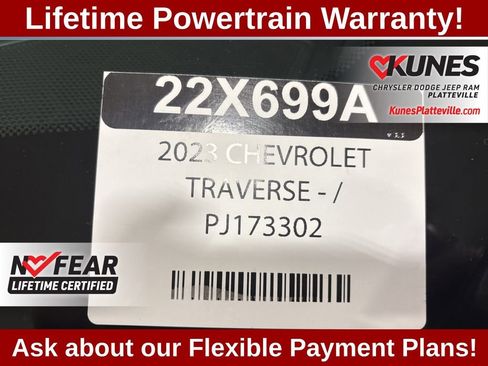 Lifetime Powertrain Warranty!
KUNES
CHRYSLER DODGE JEEP RAM
PLATTEVILLE
KunesPlatteville.com
22X699A
2023 CHEVROLET
TRAVERSE - /
PJ173302
NO FEAR
LIFETIME CERTIFIED
Ask about our Flexible Payment Plans!